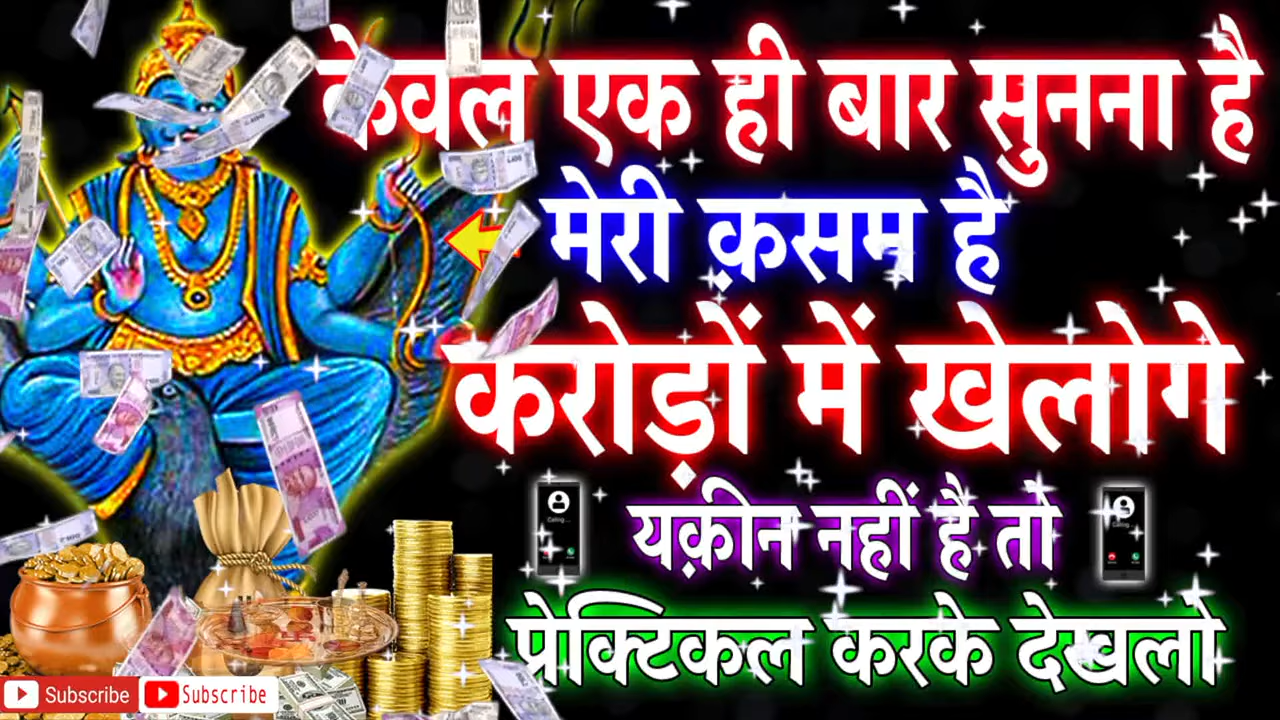 केवल एक ही बार सुनना है
मेरी क़सम है
करोड़ों में खेलोगे
यक़ीन नहीं है तो
प्रेक्टिकल करके देखलो
Subscribe Subscribe